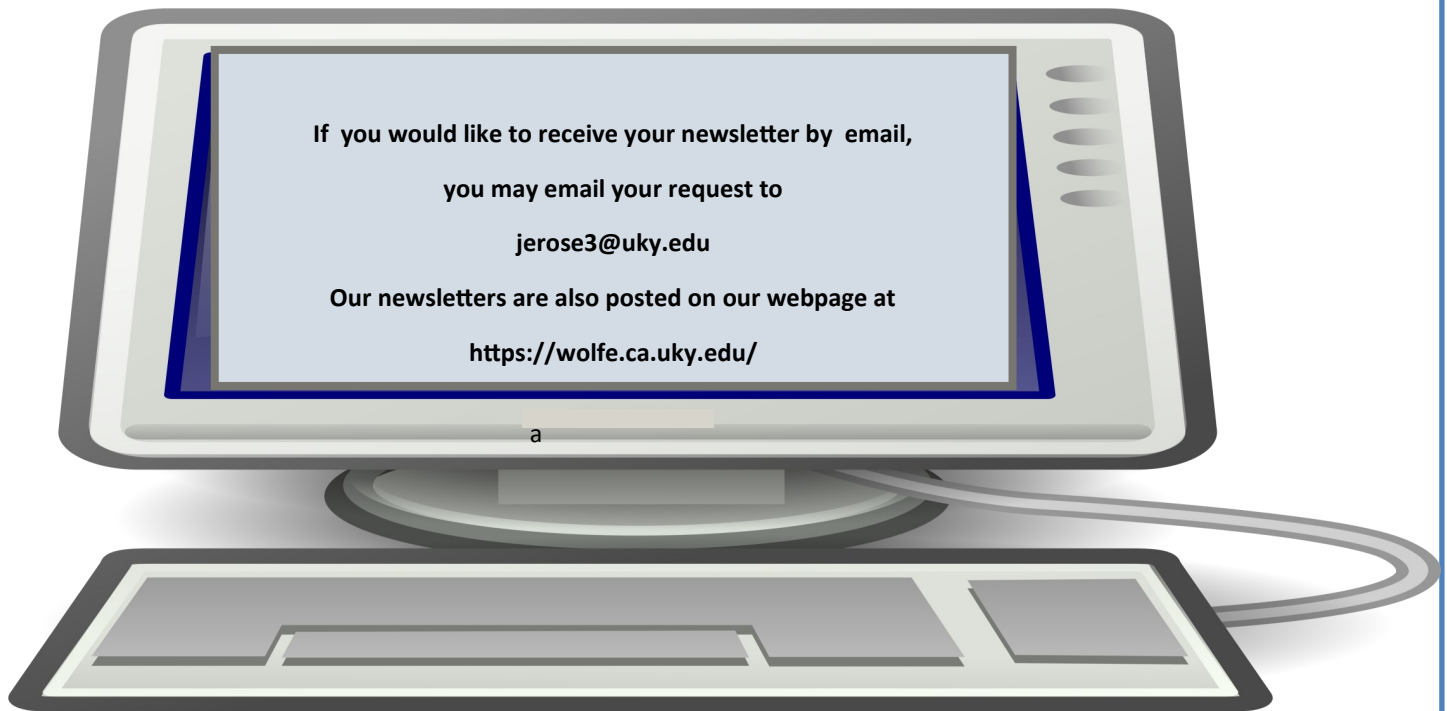 If  you would like to receive your newsletter by  email,
you may email your request to
jerose3@uky.edu
Our newsletters are also posted on our webpage at
https://wolfe.ca.uky.edu/
a